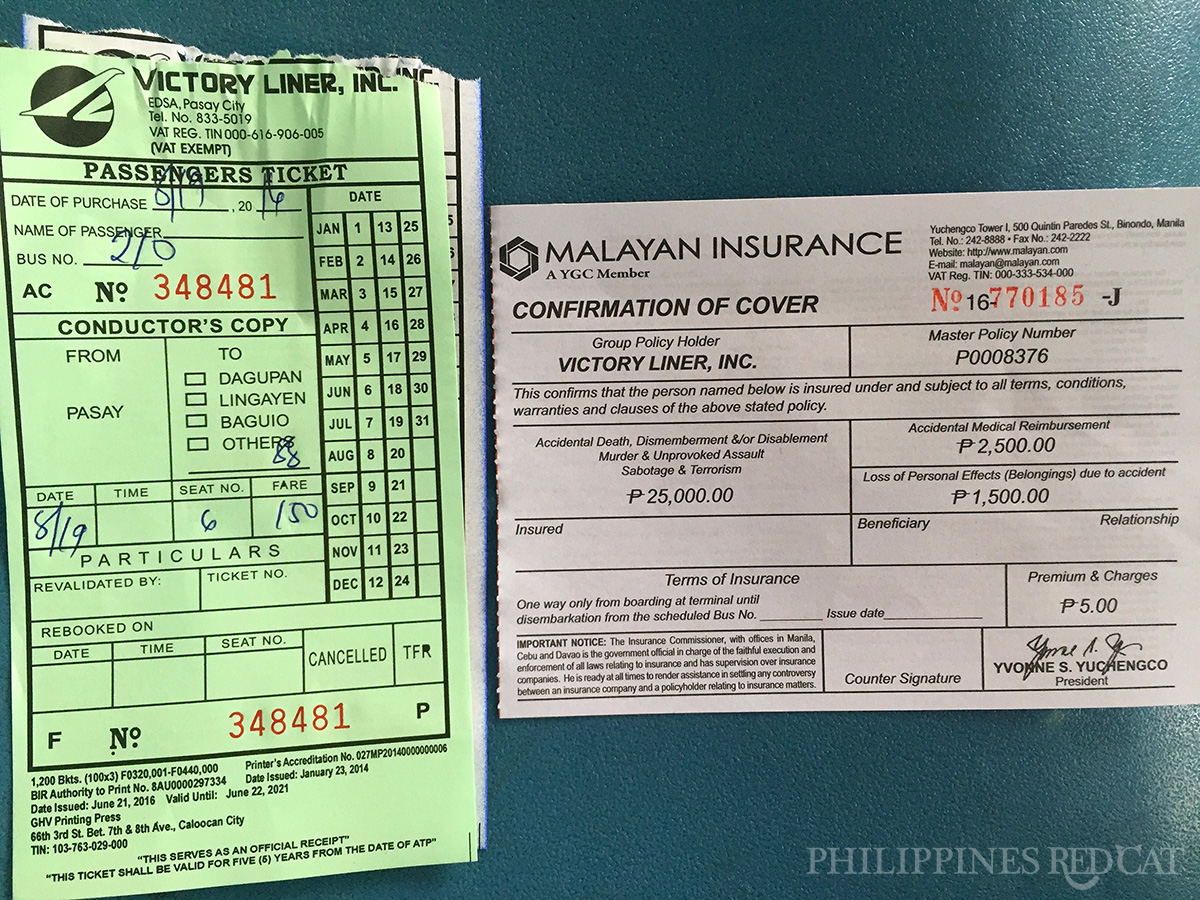 VICTORY LINER, INC.
EDSA, Pasay City
Tel. No. 833-5019
VAT REG. TIN 000-616-906-005
(VAT EXEMPT)
PASSENGERS TICKET
DATE OF PURCHASE 8/19, 20 16
NAME OF PASSENGER
BUS NO. 210
AC No 348481
CONDUCTOR'S COPY
FROM TO
PASAY
DAGUPAN
LINGAYEN
BAGUIO
OTHERS
88
DATE TIME SEAT NO. FARE
8/19 6 150
PARTICULARS
REVALIDATED BY: TICKET NO.
REBOOKED ON
DATE TIME SEAT NO. CANCELLED TFR
F No 348481 P
DATE
JAN 1 13 25
FEB 2 14 26
MAR 3 15 27
APR 4 16 28
MAY 5 17 29
JUN 6 18 30
JUL 7 19 31
AUG 8 20
SEP 9 21
OCT 10 22
NOV 11 23
DEC 12 24
1,200 Bkts. (100x3) F0320,001-F0440,000 Printer's Accreditation No. 027MP20140000000006
BIR Authority to Print No. 8AU0000297334 Date Issued: January 23, 2014
Date Issued: June 21, 2016 Valid Until: June 22, 2021
GHV Printing Press
66th 3rd St. Bet. 7th & 8th Ave., Caloocan City
TIN: 103-763-029-000
"THIS SERVES AS AN OFFICIAL RECEIPT"
"THIS TICKET SHALL BE VALID FOR FIVE (5) YEARS FROM THE DATE OF ATP"
MALAYAN INSURANCE
A YGC Member
Yuchengco Tower I, 500 Quintin Paredes St., Binondo, Manila
Tel. No.: 242-8888 • Fax No.: 242-2222
Website: http://www.malayan.com
E-mail: malayan@malayan.com
VAT Reg. TIN: 000-333-534-000
CONFIRMATION OF COVER
No 16-770185 -J
Group Policy Holder
VICTORY LINER, INC.
Master Policy Number
P0008376
This confirms that the person named below is insured under and subject to all terms, conditions,
warranties and clauses of the above stated policy.
Accidental Death, Dismemberment &/or Disablement
Murder & Unprovoked Assault
Sabotage & Terrorism
₱ 25,000.00
Accidental Medical Reimbursement
₱ 2,500.00
Loss of Personal Effects (Belongings) due to accident
₱ 1,500.00
Insured
Beneficiary Relationship
Terms of Insurance
One way only from boarding at terminal until
disembarkation from the scheduled Bus No. Issue date
Premium & Charges
₱ 5.00
IMPORTANT NOTICE: The Insurance Commissioner, with offices in Manila,
Cebu and Davao is the government official in charge of the faithful execution and
enforcement of all laws relating to insurance and has supervision over insurance
companies. He is ready at all times to render assistance in settling any controversy
between an insurance company and a policyholder relating to insurance matters.
Counter Signature
YVONNE S. YUCHENGCO
President
PHILIPPINES REDCAT